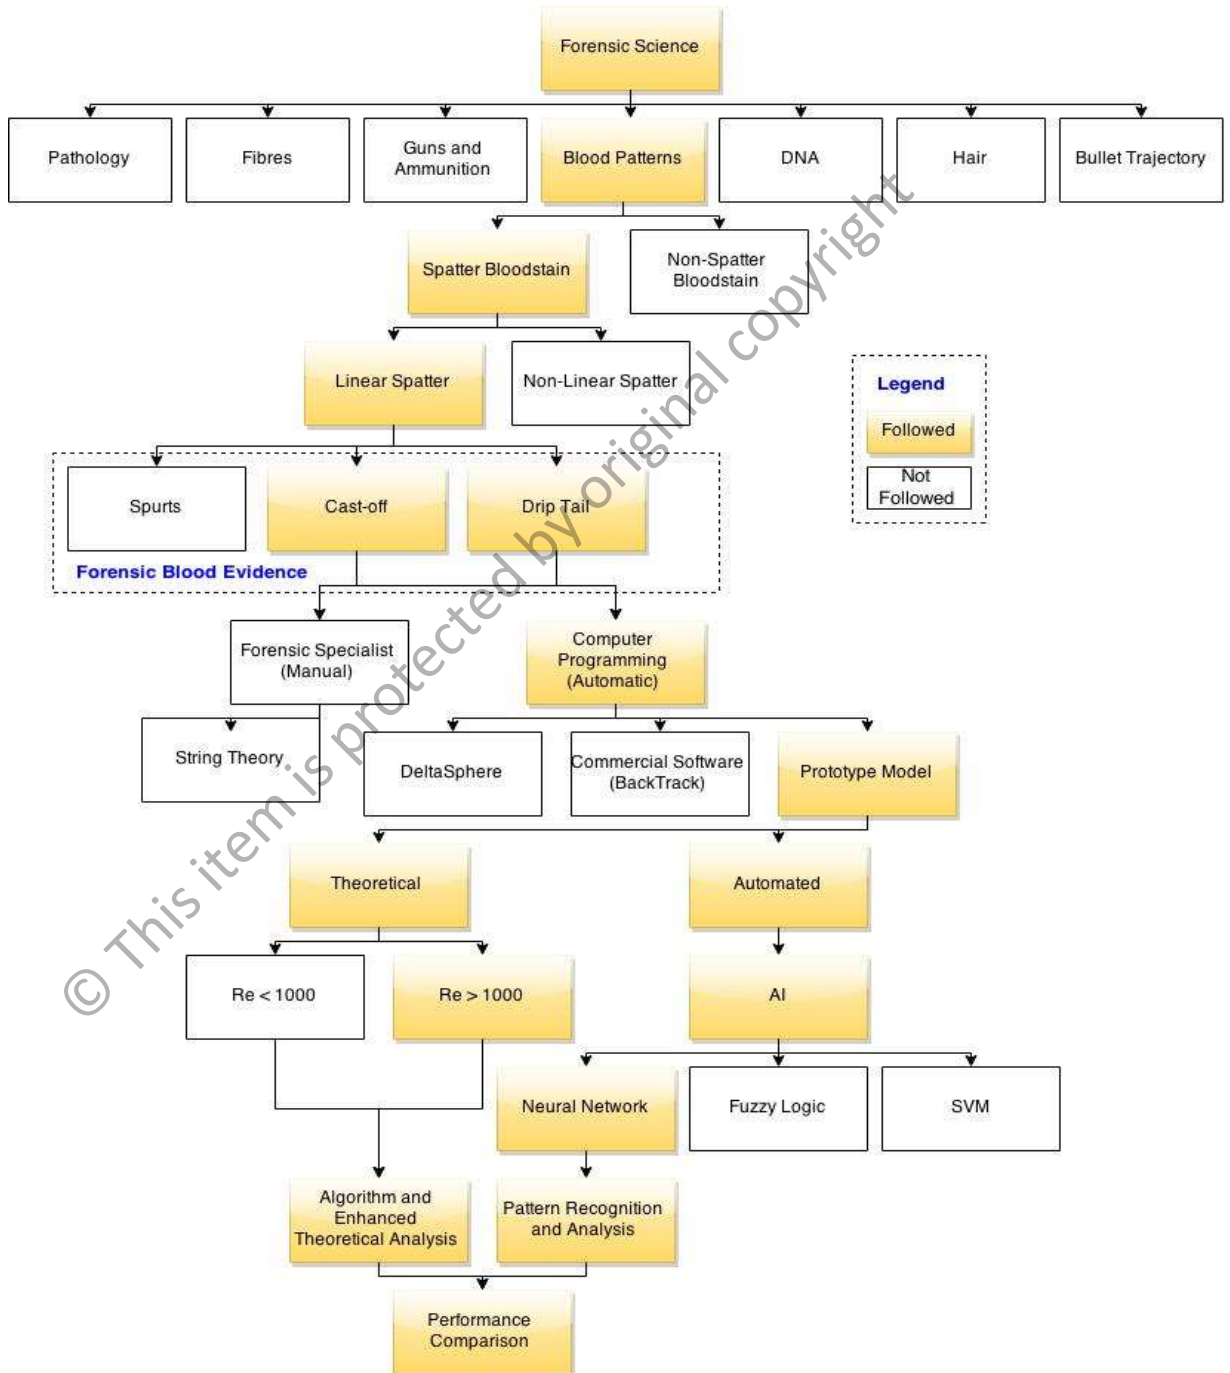 Forensic Science
Pathology
Fibres
Guns and
Ammunition
Blood Patterns
DNA
Hair
Bullet Trajectory
Spatter Bloodstain
Non-Spatter
Bloodstain
Linear Spatter
Non-Linear Spatter
Legend
Followed
Not
Followed
Spurts
Cast-off
Drip Tail
Forensic Blood Evidence
Forensic Specialist
(Manual)
Computer
Programming
(Automatic)
String Theory
DeltaSphere
Commercial Software
(BackTrack)
Prototype Model
Theoretical
Automated
Re < 1000
Re > 1000
AI
Neural Network
Fuzzy Logic
SVM
Algorithm and
Enhanced
Theoretical Analysis
Pattern Recognition
and Analysis
Performance
Comparison
© This item is protected by original copyright